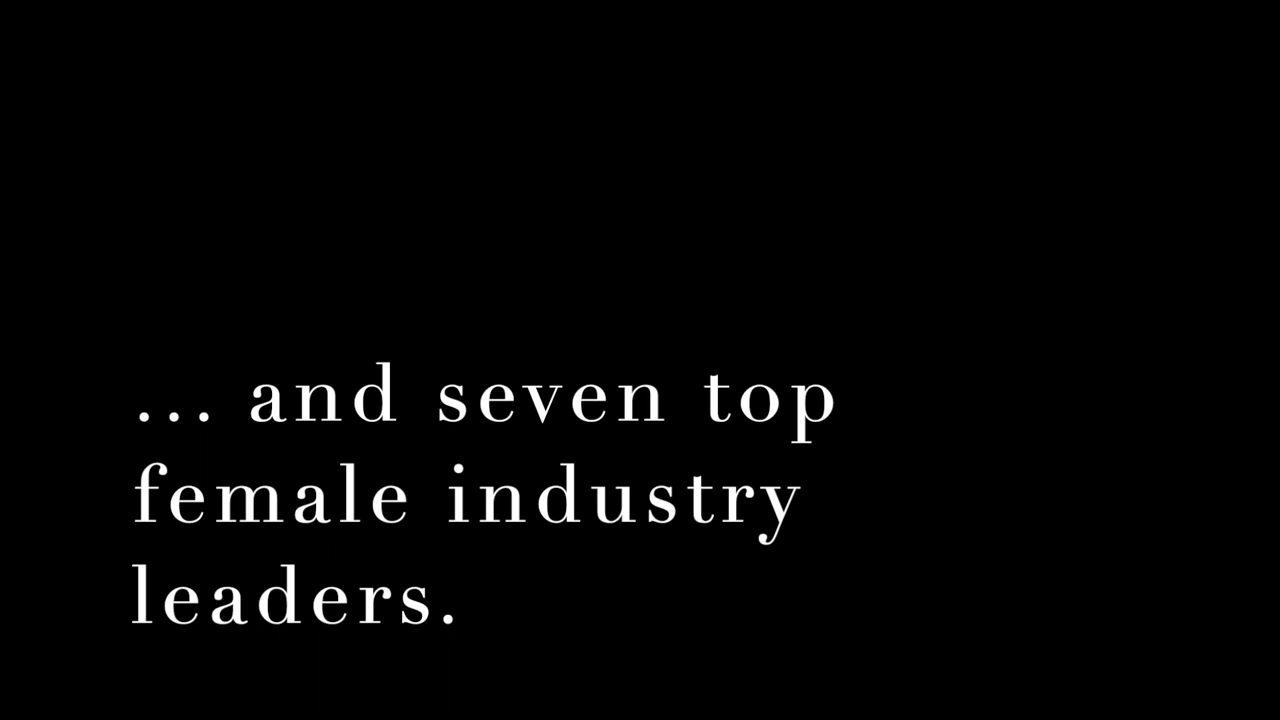 ... and seven top
female industry
leaders.